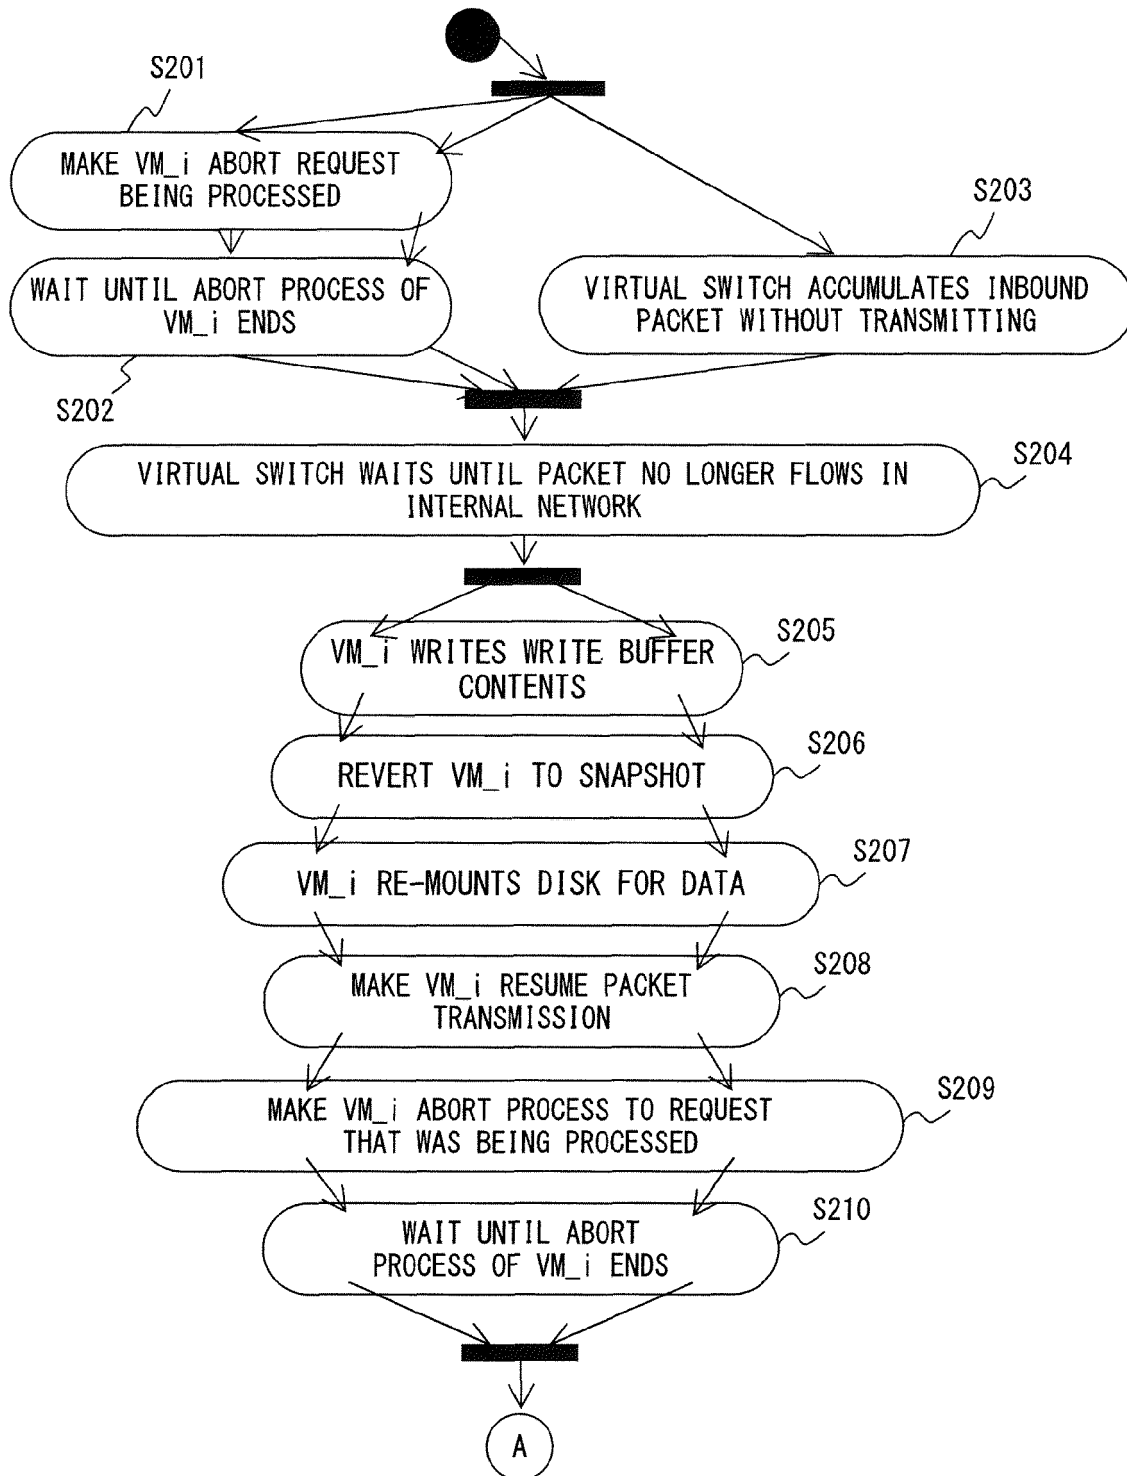 S201
MAKE VM_i ABORT REQUEST
BEING PROCESSED
S203
WAIT UNTIL ABORT PROCESS OF
VM_i ENDS
VIRTUAL SWITCH ACCUMULATES INBOUND
PACKET WITHOUT TRANSMITTING
S202
VIRTUAL SWITCH WAITS UNTIL PACKET NO LONGER FLOWS IN
INTERNAL NETWORK
S204
VM_i WRITES WRITE BUFFER
CONTENTS
S205
REVERT VM_i TO SNAPSHOT
S206
VM_i RE-MOUNTS DISK FOR DATA
S207
MAKE VM_i RESUME PACKET
TRANSMISSION
S208
MAKE VM_i ABORT PROCESS TO REQUEST
THAT WAS BEING PROCESSED
S209
WAIT UNTIL ABORT
PROCESS OF VM_i ENDS
S210
A